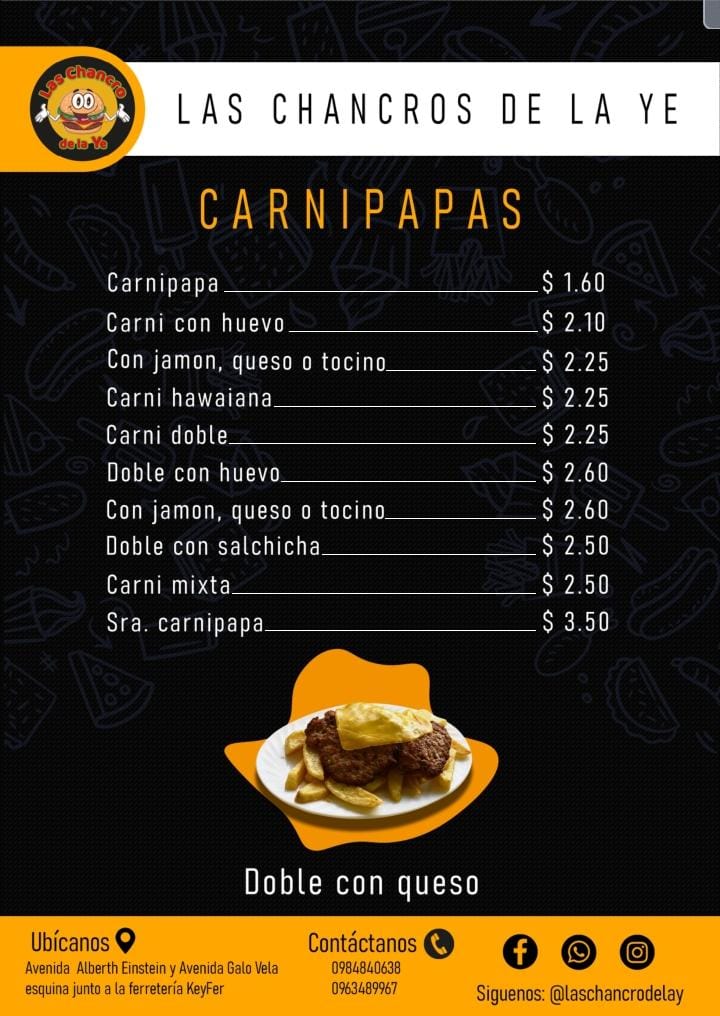 Las Chancro
de la Ye
LAS CHANCROS DE LA YE
CARNIPAPAS
Carnipapa $ 1.60
Carni con huevo $ 2.10
Con jamon, queso o tocino $ 2.25
Carni hawaiana $ 2.25
Carni doble $ 2.25
Doble con huevo $ 2.60
Con jamon, queso o tocino $ 2.60
Doble con salchicha $ 2.50
Carni mixta $ 2.50
Sra. carnipapa $ 3.50
Doble con queso
Ubícanos
Avenida Alberth Einstein y Avenida Galo Vela
esquina junto a la ferretería KeyFer
Contáctanos
0984840638
0963489967
Siguenos: @laschancrodelay